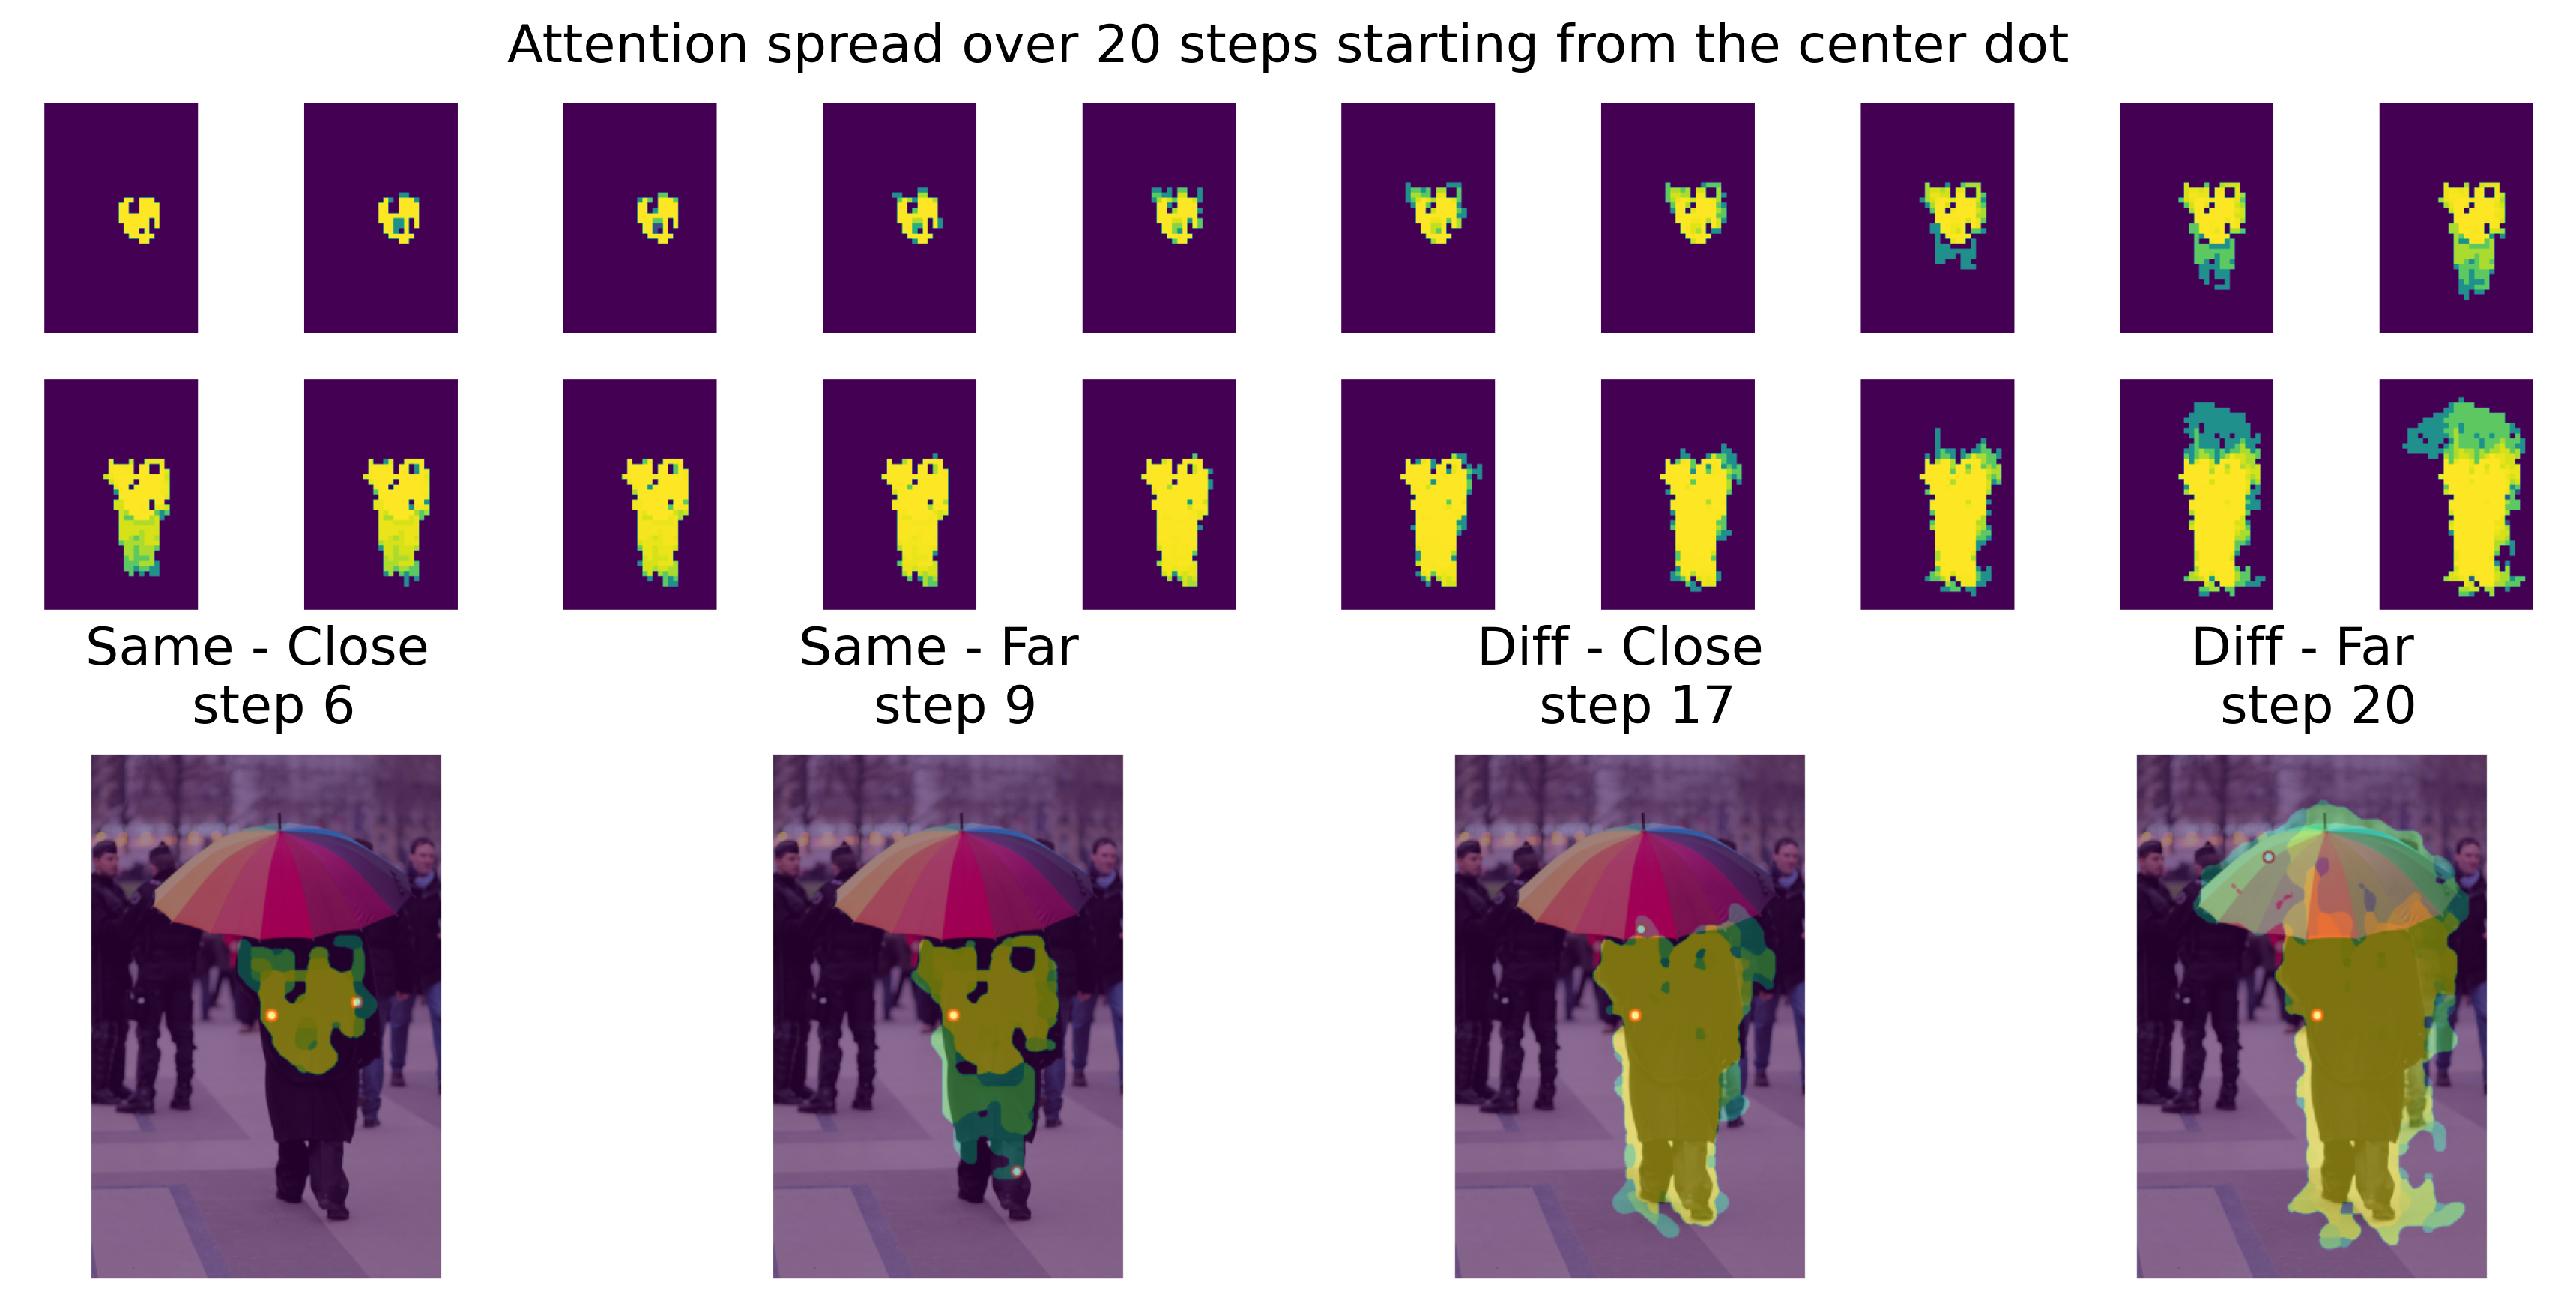 Attention spread over 20 steps starting from the center dot
Same - Close
step 6
Same - Far
step 9
Diff - Close
step 17
Diff - Far
step 20